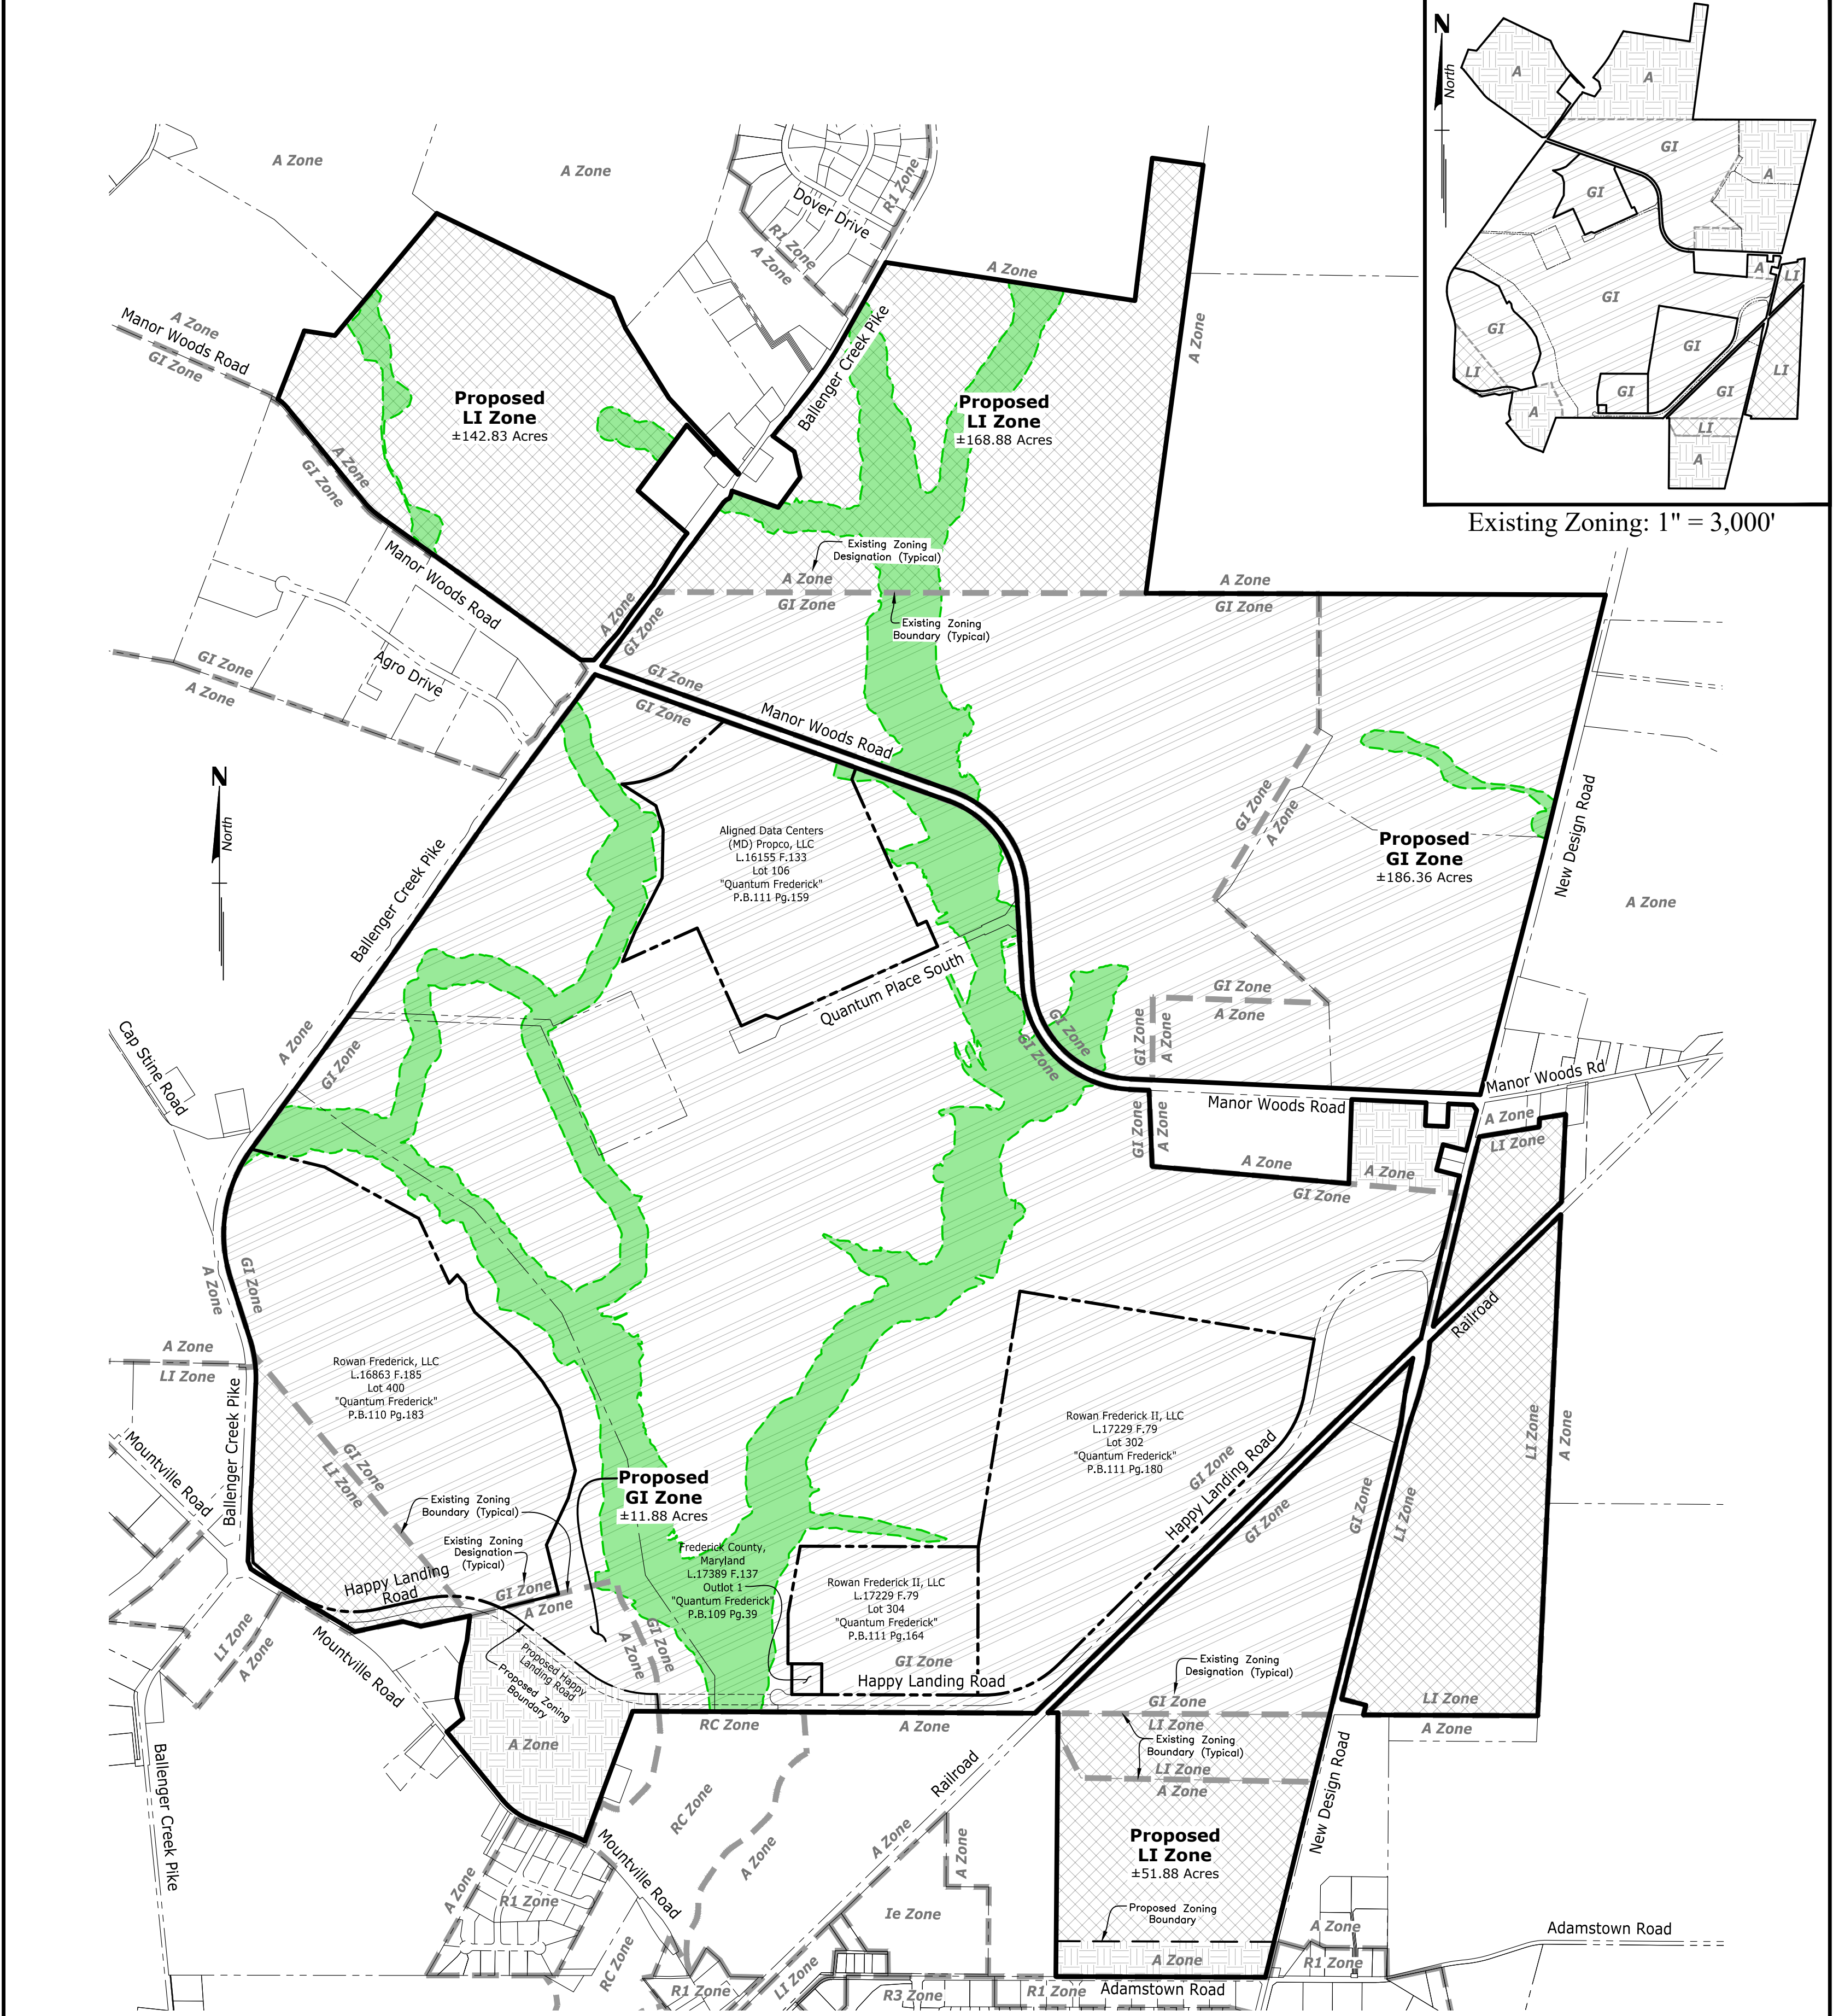 N
North
A
A
GI
A
GI
GI
A
LI
GI
GI
LI
GI
GI
LI
LI
A
A
Existing Zoning: 1" = 3,000'
A Zone
A Zone
R1 Zone
Dover Drive
R1 Zone
A Zone
A Zone
A Zone
Manor Woods Road
GI Zone
Ballenger Creek Pike
A Zone
Proposed
LI Zone
±142.83 Acres
Proposed
LI Zone
±168.88 Acres
A Zone
GI Zone
Existing Zoning
Designation (Typical)
A Zone
GI Zone
A Zone
GI Zone
Manor Woods Road
Existing Zoning
Boundary (Typical)
A Zone
GI Zone
GI Zone
A Zone
Agro Drive
GI Zone
GI Zone
Manor Woods Road
N
North
GI Zone
A Zone
Proposed
GI Zone
±186.36 Acres
New Design Road
A Zone
Aligned Data Centers
(MD) Propco, LLC
L.16155 F.133
Lot 106
"Quantum Frederick"
P.B.111 Pg.159
Ballenger Creek Pike
Quantum Place South
GI Zone
A Zone
GI Zone
A Zone
GI Zone
GI Zone
A Zone
GI Zone
Cap Stine Road
Manor Woods Rd
Manor Woods Road
GI Zone
A Zone
A Zone
LI Zone
A Zone
A Zone
GI Zone
GI Zone
A Zone
Railroad
A Zone
LI Zone
Rowan Frederick, LLC
L.16863 F.185
Lot 400
"Quantum Frederick"
P.B.110 Pg.183
Ballenger Creek Pike
Mountville Road
GI Zone
LI Zone
Rowan Frederick II, LLC
L.17229 F.79
Lot 302
"Quantum Frederick"
P.B.111 Pg.180
GI Zone
Happy Landing Road
GI Zone
GI Zone
LI Zone
LI Zone
A Zone
Proposed
GI Zone
±11.88 Acres
Existing Zoning
Boundary (Typical)
Existing Zoning
Designation
(Typical)
Happy Landing
Road
GI Zone
A Zone
Frederick County,
Maryland
L.17389 F.137
Outlot 1
"Quantum Frederick"
P.B.109 Pg.39
Rowan Frederick II, LLC
L.17229 F.79
Lot 304
"Quantum Frederick"
P.B.111 Pg.164
GI Zone
Happy Landing Road
GI Zone
A Zone
LI Zone
A Zone
Mountville Road
Proposed Happy
Landing Road
Proposed Zoning
Boundary
A Zone
RC Zone
A Zone
Existing Zoning
Designation (Typical)
GI Zone
LI Zone
Existing Zoning
Boundary (Typical)
LI Zone
A Zone
LI Zone
A Zone
Ballenger Creek Pike
RC Zone
A Zone
Railroad
A Zone
A Zone
New Design Road
Proposed
LI Zone
±51.88 Acres
Proposed Zoning
Boundary
A Zone
A Zone
R1 Zone
Mountville Road
RC Zone
Ie Zone
A Zone
R1 Zone
Adamstown Road
R1 Zone
LI Zone
R3 Zone
R1 Zone
Adamstown Road